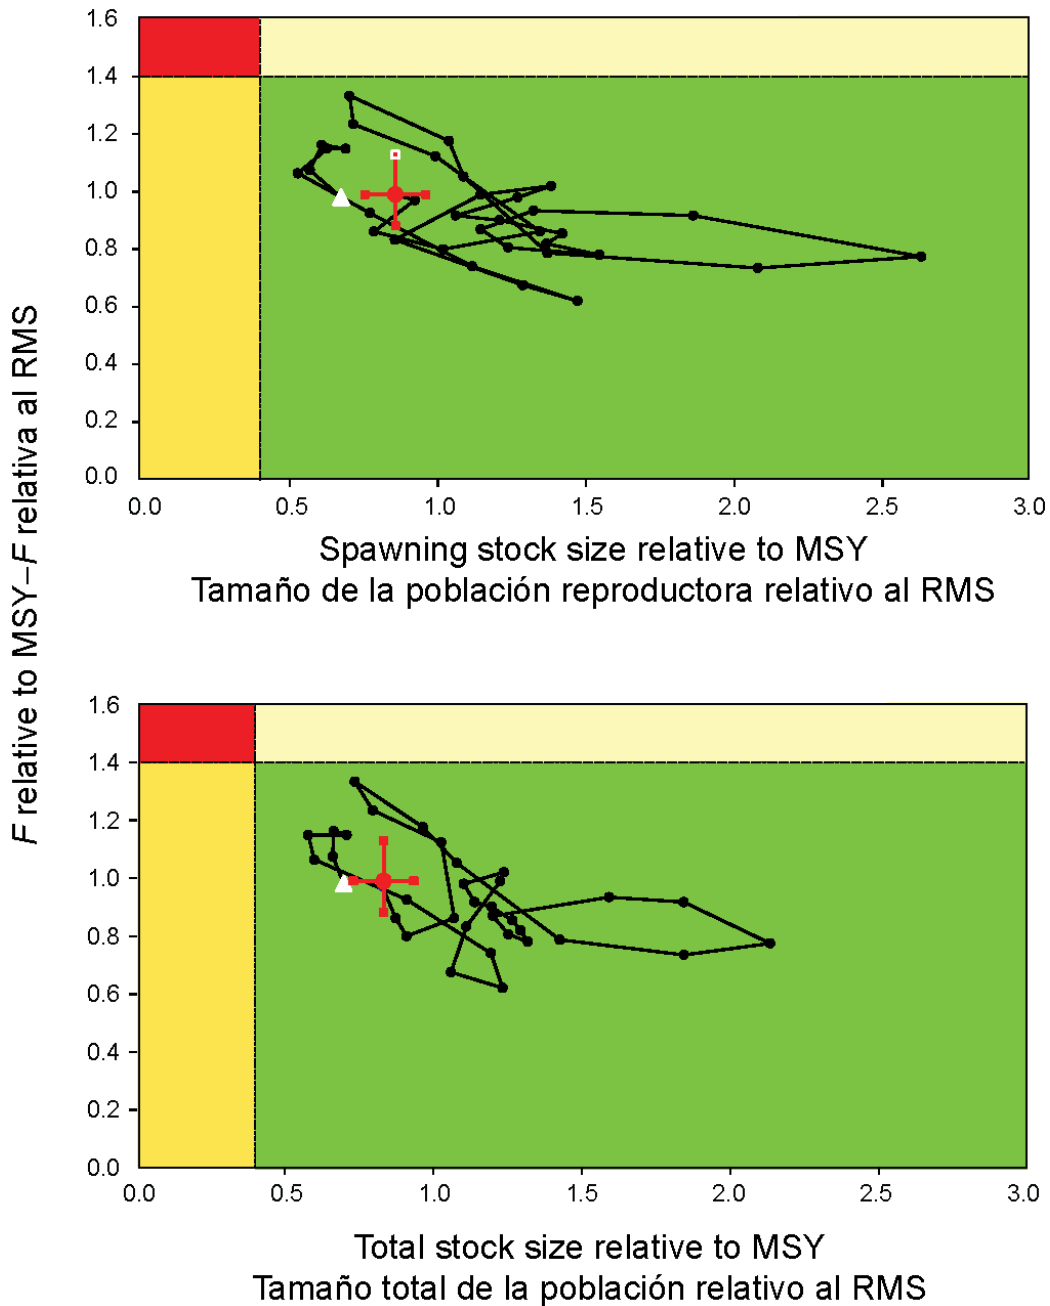 F relative to MSY–F relativa al RMS
1.6
1.4
1.2
1.0
0.8
0.6
0.4
0.2
0.0
0.0 0.5 1.0 1.5 2.0 2.5 3.0
Spawning stock size relative to MSY
Tamaño de la población reproductora relativo al RMS
1.6
1.4
1.2
1.0
0.8
0.6
0.4
0.2
0.0
0.0 0.5 1.0 1.5 2.0 2.5 3.0
Total stock size relative to MSY
Tamaño total de la población relativo al RMS